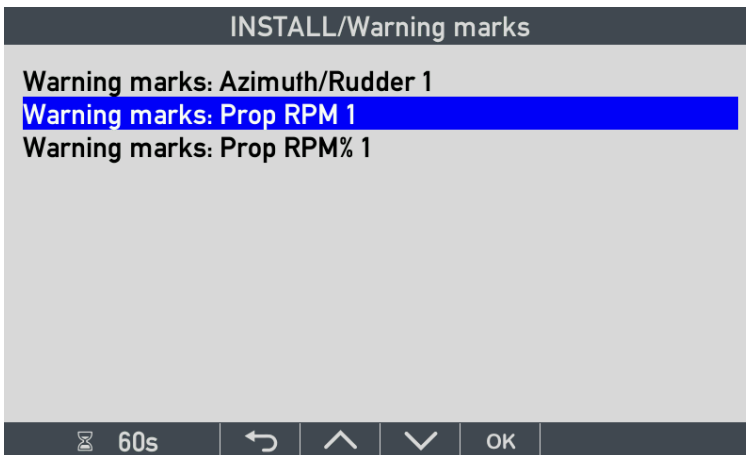 INSTALL/Warning marks
Warning marks: Azimuth/Rudder 1
Warning marks: Prop RPM 1
Warning marks: Prop RPM% 1
60s OK